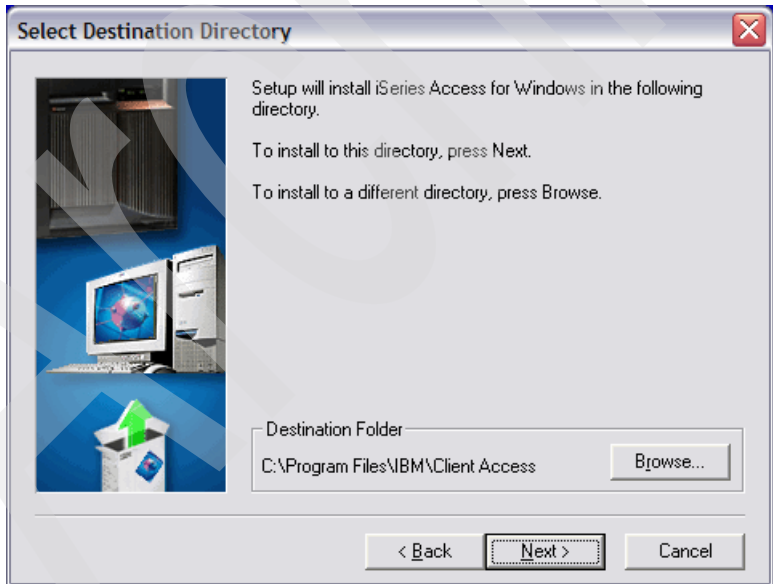 Select Destination Directory
Setup will install iSeries Access for Windows in the following
directory.
To install to this directory, press Next.
To install to a different directory, press Browse.
Destination Folder
C:\Program Files\IBM\Client Access
Browse...
< Back
Next >
Cancel